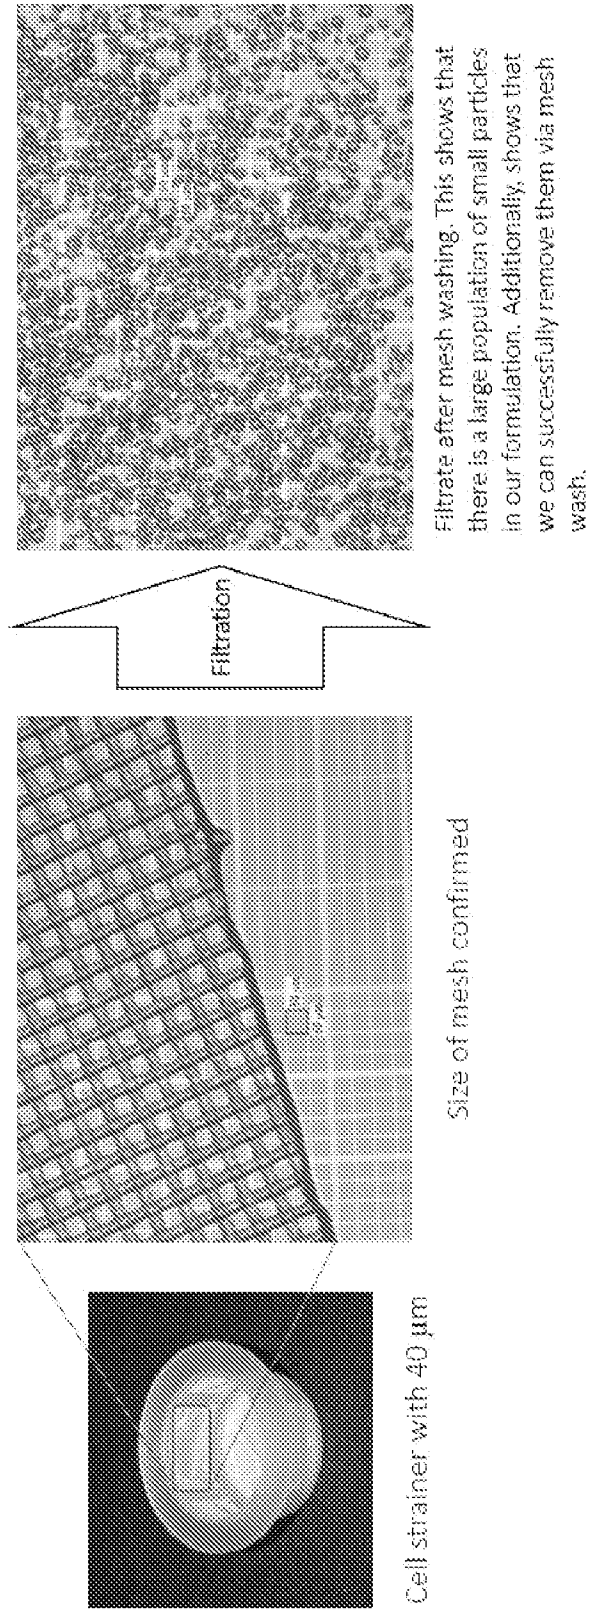 Cell strainer with 40 µm
Size of mesh confirmed
Filtration
Filtrate after mesh washing. This shows that
there is a large population of small particles
in our formulation. Additionally, shows that
we can successfully remove them via mesh
wash.